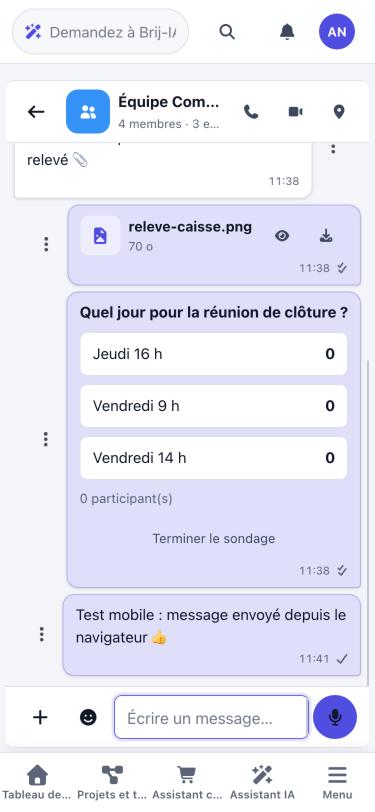 Demandez à Brij-IA
AN
Équipe Com...
4 membres · 3 e...
relevé 📎
11:38
releve-caisse.png
70 o
11:38
Quel jour pour la réunion de clôture ?
Jeudi 16 h 0
Vendredi 9 h 0
Vendredi 14 h 0
0 participant(s)
Terminer le sondage
11:38
Test mobile : message envoyé depuis le
navigateur 👍
11:41
Écrire un message...
Tableau de... Projets et t... Assistant c... Assistant IA Menu